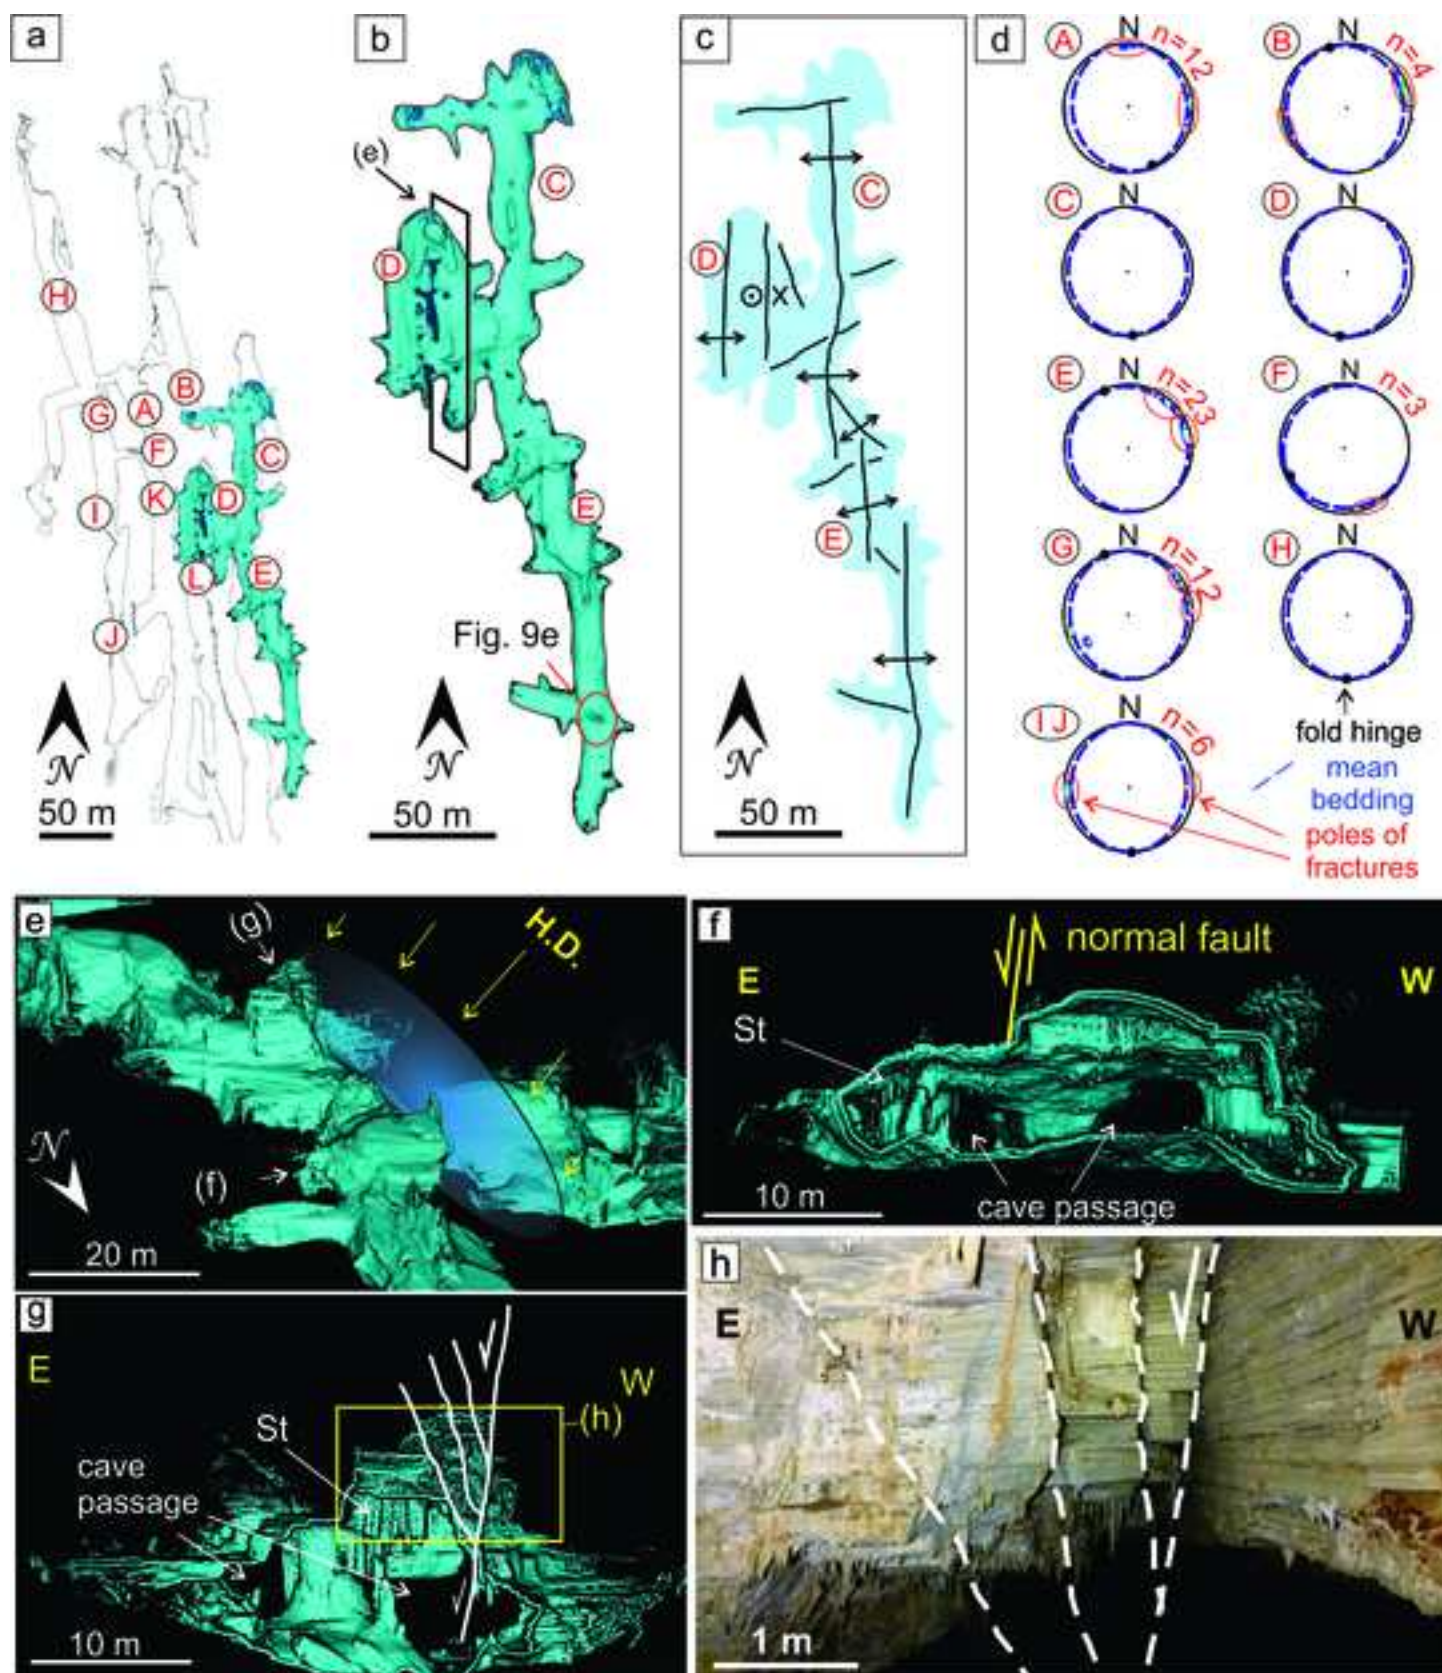 a
H
G
A
B
F
C
K
D
I
L
E
J
N
50 m
b
(e)
C
D
E
Fig. 9e
N
50 m
c
C
D
x
E
N
50 m
d
A
N
n=12
B
N
n=4
C
N
D
N
E
N
n=23
F
N
n=3
G
N
n=12
H
N
I J
N
n=6
fold hinge
mean
bedding
poles of
fractures
e
(g)
H.D.
N
(f)
20 m
f
normal fault
E
W
St
10 m
cave passage
g
E
W
St
(h)
cave
passage
10 m
h
E
W
1 m